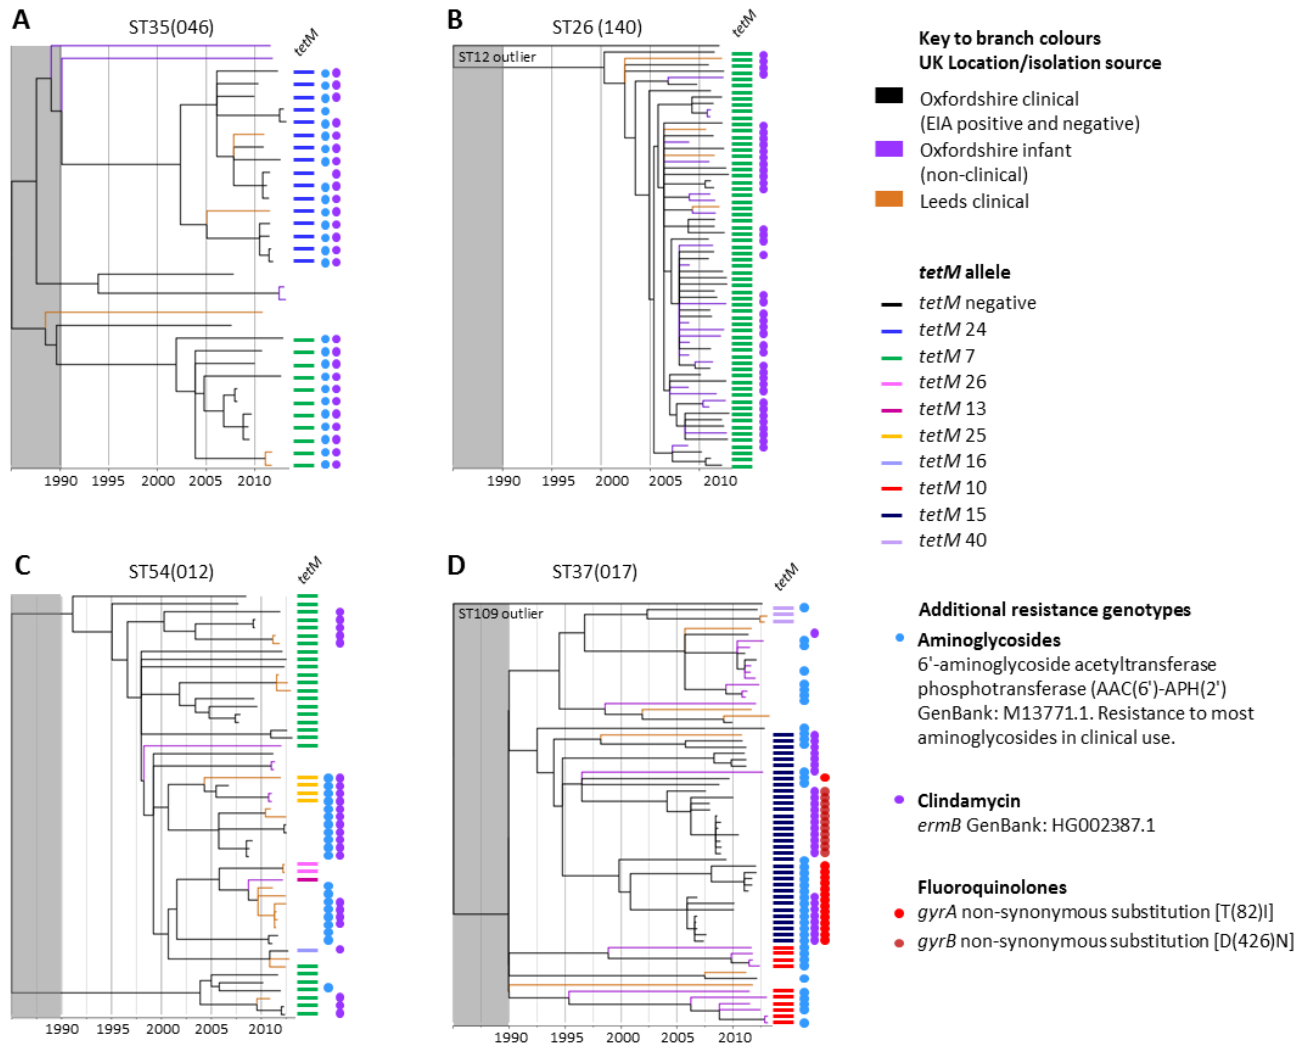 A
ST35(046)
tetM
1990 1995 2000 2005 2010
B
ST26 (140)
tetM
ST12 outlier
1990 1995 2000 2005 2010
Key to branch colours
UK Location/isolation source
Oxfordshire clinical
(EIA positive and negative)
Oxfordshire infant
(non-clinical)
Leeds clinical
tetM allele
tetM negative
tetM 24
tetM 7
tetM 26
tetM 13
tetM 25
tetM 16
tetM 10
tetM 15
tetM 40
C
ST54(012)
tetM
1990 1995 2000 2005 2010
D
ST37(017)
tetM
ST109 outlier
1990 1995 2000 2005 2010
Additional resistance genotypes
Aminoglycosides
6'-aminoglycoside acetyltransferase
phosphotransferase (AAC(6')-APH(2')
GenBank: M13771.1. Resistance to most
aminoglycosides in clinical use.
Clindamycin
ermB GenBank: HG002387.1
Fluoroquinolones
gyrA non-synonymous substitution [T(82)I]
gyrB non-synonymous substitution [D(426)N]